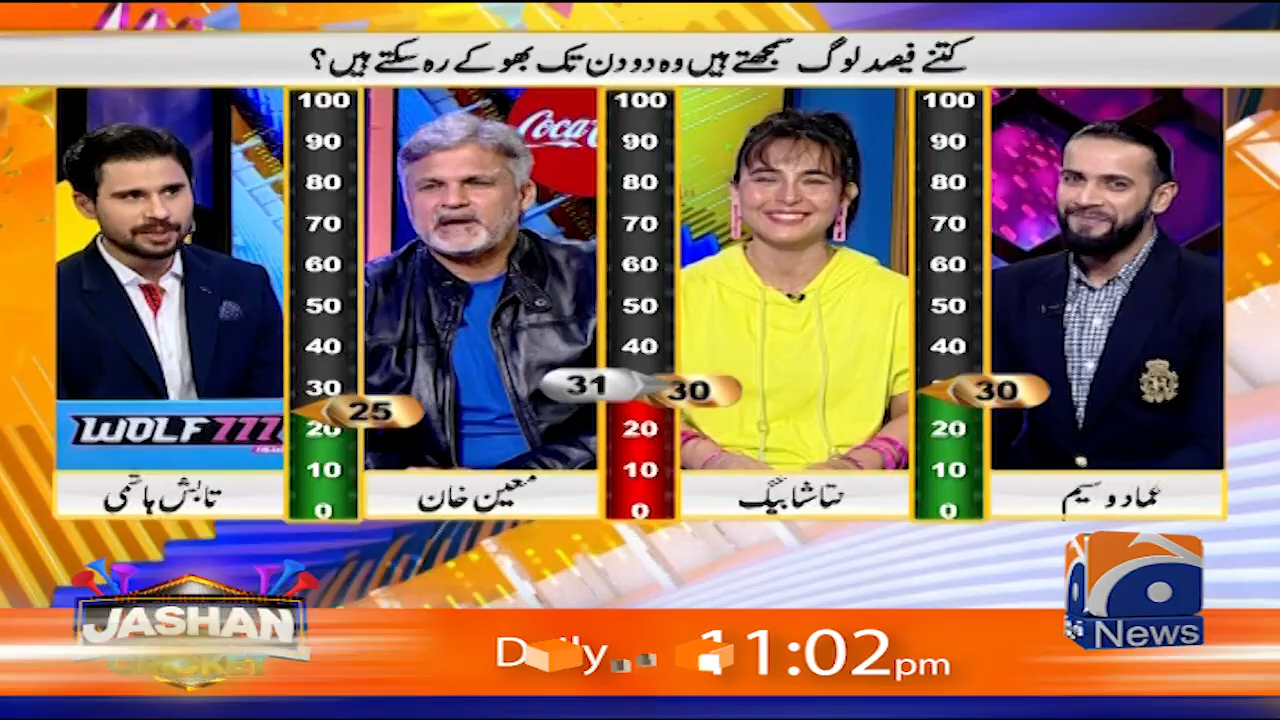 کتنے فیصد لوگ سمجھتے ہیں وہ دو دن تک بھوکے رہ سکتے ہیں؟
100 100 100
90 90 90
80 80 80
70 70 70
60 60 60
50 50 50
40 40 40
30
25 31 30 30
20 20 20
10 10 10
0 0 0
Coca
WOLF777
تابش ہاشمی
معین خان
نتاشا بیگ
عماد وسیم
JASHAN
CRICKET
Daily 11:02pm
News